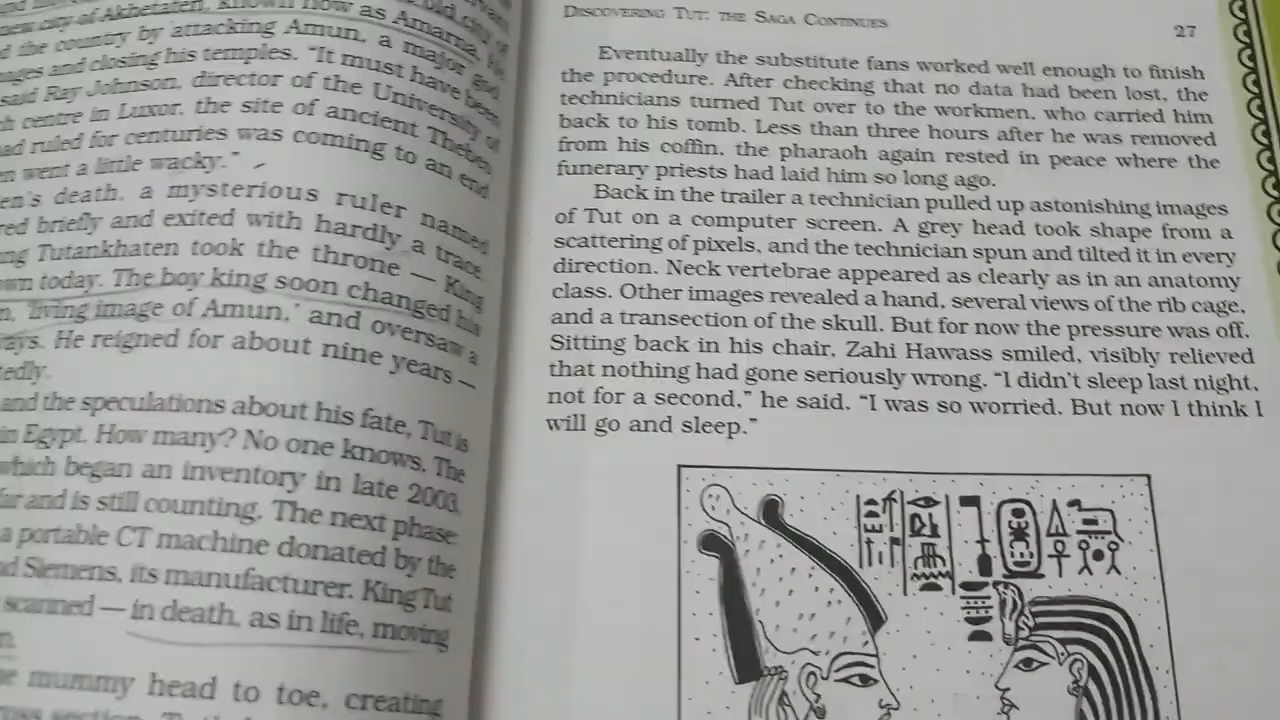 new city of Akhetaten, known now as Amarna. He
the country by attacking Amun, a major god
and closing his temples. "It must have been
said Ray Johnson, director of the University of
centre in Luxor, the site of ancient Thebes
had ruled for centuries was coming to an end
went a little wacky."
death, a mysterious ruler named
briefly and exited with hardly a trace
Tutankhaten took the throne — King
today. The boy king soon changed his
'living image of Amun,' and oversaw a
He reigned for about nine years —
and the speculations about his fate, Tut is
in Egypt. How many? No one knows. The
which began an inventory in late 2003,
far and is still counting. The next phase
a portable CT machine donated by the
Siemens, its manufacturer. King Tut
scanned — in death, as in life, moving
mummy head to toe, creating
DISCOVERING TUT: THE SAGA CONTINUES
27
Eventually the substitute fans worked well enough to finish
the procedure. After checking that no data had been lost, the
technicians turned Tut over to the workmen, who carried him
back to his tomb. Less than three hours after he was removed
from his coffin, the pharaoh again rested in peace where the
funerary priests had laid him so long ago.
Back in the trailer a technician pulled up astonishing images
of Tut on a computer screen. A grey head took shape from a
scattering of pixels, and the technician spun and tilted it in every
direction. Neck vertebrae appeared as clearly as in an anatomy
class. Other images revealed a hand, several views of the rib cage,
and a transection of the skull. But for now the pressure was off.
Sitting back in his chair, Zahi Hawass smiled, visibly relieved
that nothing had gone seriously wrong. "I didn't sleep last night,
not for a second," he said. "I was so worried. But now I think I
will go and sleep."